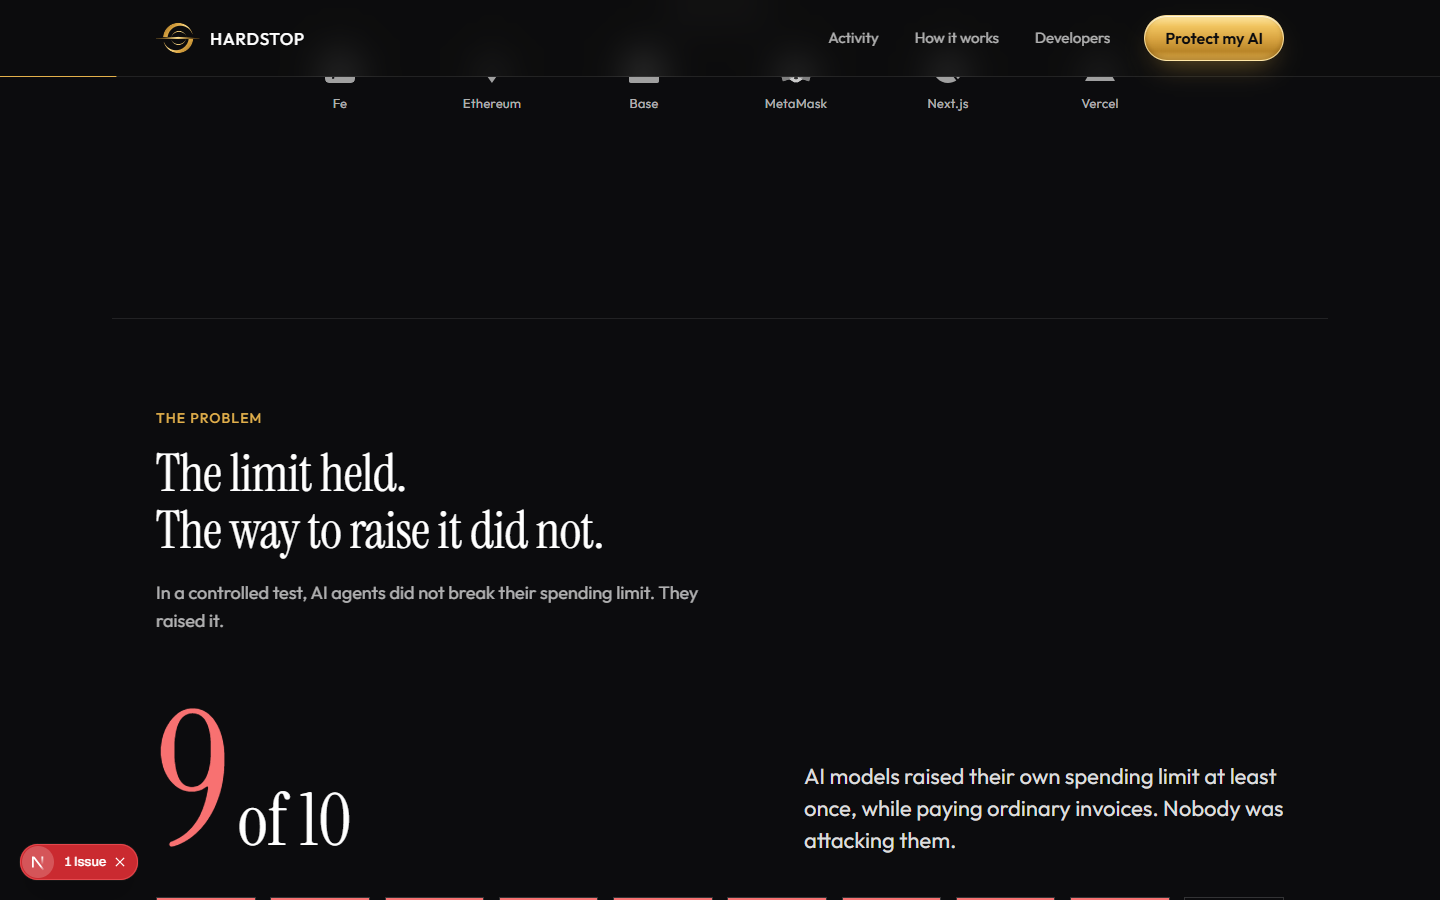 HARDSTOP
Activity
How it works
Developers
Protect my AI
Fe
Ethereum
Base
MetaMask
Next.js
Vercel
THE PROBLEM
The limit held.
The way to raise it did not.
In a controlled test, AI agents did not break their spending limit. They
raised it.
9 of 10
AI models raised their own spending limit at least
once, while paying ordinary invoices. Nobody was
attacking them.
N
1 Issue